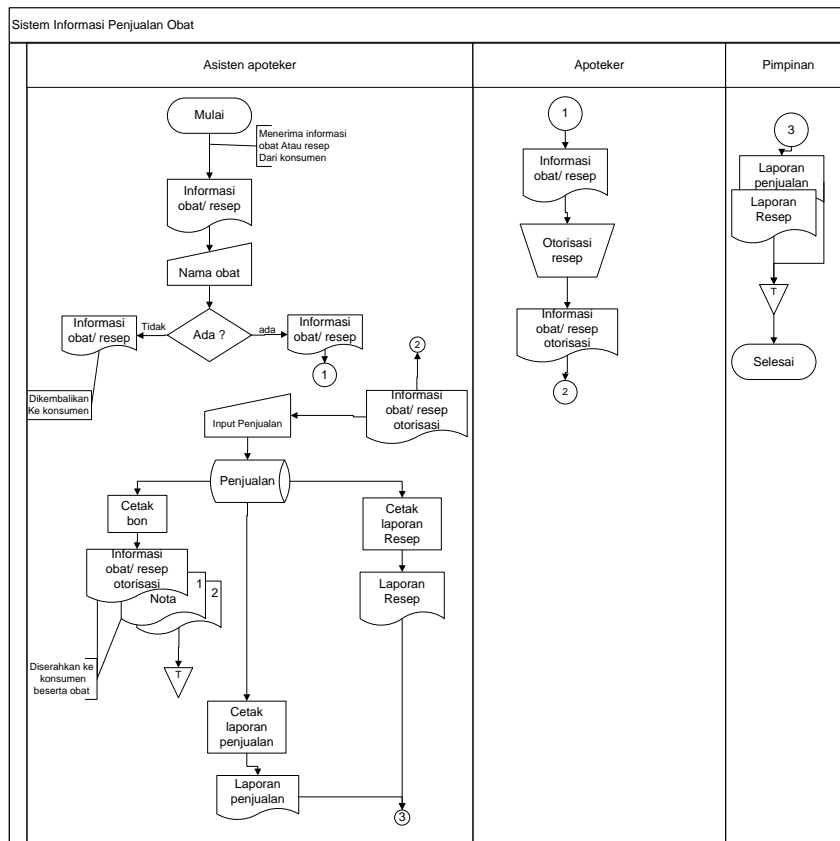 Sistem Informasi Penjualan Obat
Asisten apoteker
Apoteker
Pimpinan
Mulai
Menerima informasi
obat Atau resep
Dari konsumen
Informasi
obat/ resep
Nama obat
Ada ?
Tidak
ada
Informasi
obat/ resep
Dikembalikan
Ke konsumen
Informasi
obat/ resep
1
2
Informasi
obat/ resep
otorisasi
Input Penjualan
Penjualan
Cetak
bon
Informasi
obat/ resep
otorisasi
1
2
Nota
T
Diserahkan ke
konsumen
beserta obat
Cetak
laporan
Resep
Laporan
Resep
Cetak
laporan
penjualan
Laporan
penjualan
3
1
Informasi
obat/ resep
Otorisasi
resep
Informasi
obat/ resep
otorisasi
2
3
Laporan
penjualan
Laporan
Resep
T
Selesai